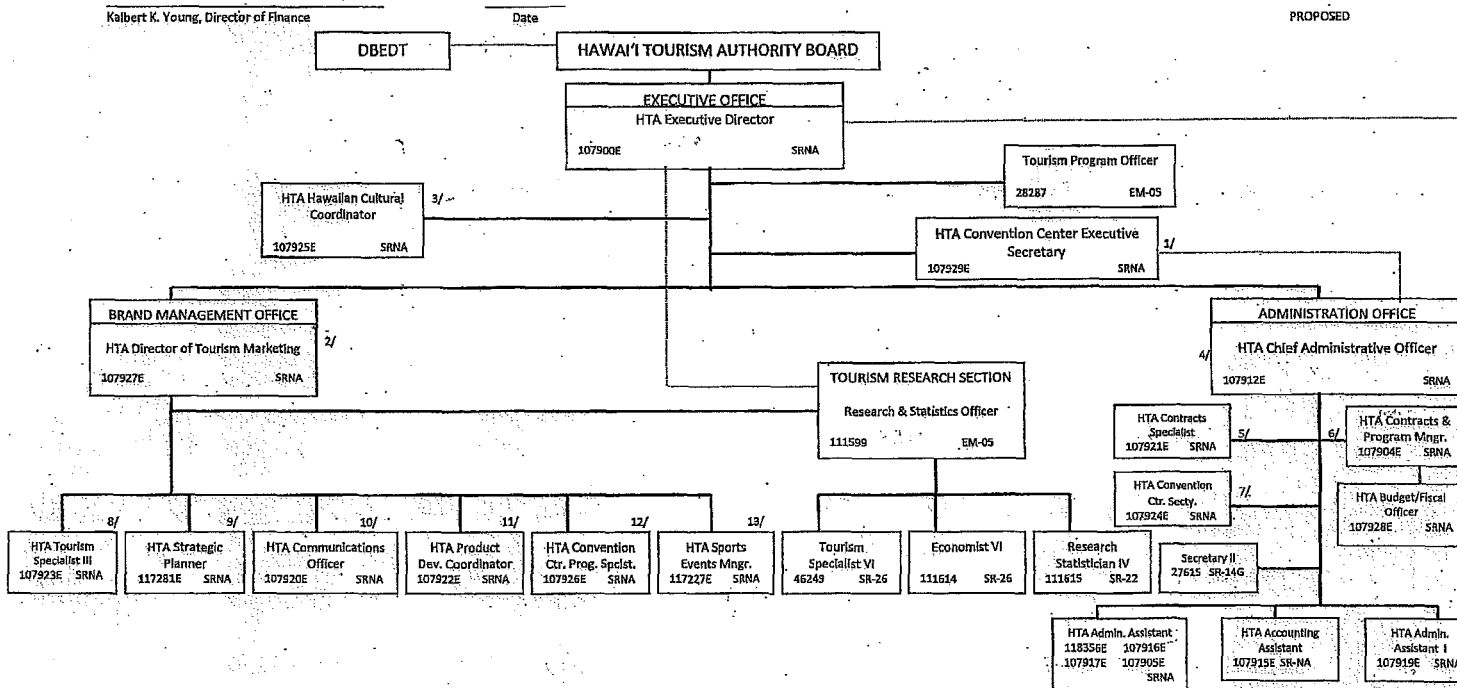 Kalbert K. Young, Director of Finance
Date
PROPOSED
DBEDT
HAWAI'I TOURISM AUTHORITY BOARD
EXECUTIVE OFFICE
HTA Executive Director
107900E SRNA
Tourism Program Officer
28287 EM-05
HTA Hawaiian Cultural
Coordinator
107925E SRNA
3/
HTA Convention Center Executive
Secretary
107929E SRNA
1/
BRAND MANAGEMENT OFFICE
HTA Director of Tourism Marketing
107927E SRNA
2/
ADMINISTRATION OFFICE
HTA Chief Administrative Officer
107912E SRNA
4/
TOURISM RESEARCH SECTION
Research & Statistics Officer
111599 EM-05
HTA Contracts
Specialist
107921E SRNA
5/
6/
HTA Contracts &
Program Mngr.
107904E SRNA
HTA Convention
Ctr. Secty.
107924E SRNA
7/
HTA Budget/Fiscal
Officer
107928E SRNA
Secretary II
27615 SR-14G
8/
HTA Tourism
Specialist III
107923E SRNA
9/
HTA Strategic
Planner
117281E SRNA
10/
HTA Communications
Officer
107920E SRNA
11/
HTA Product
Dev. Coordinator
107922E SRNA
12/
HTA Convention
Ctr. Prog. Spclst.
107926E SRNA
13/
HTA Sports
Events Mngr.
117227E SRNA
Tourism
Specialist VI
46249 SR-26
Economist VI
111614 SR-26
Research
Statistician IV
111615 SR-22
HTA Admin. Assistant
118356E 107916E
107917E 107905E
SRNA
HTA Accounting
Assistant
107915E SR-NA
HTA Admin.
Assistant I
107919E SRNA